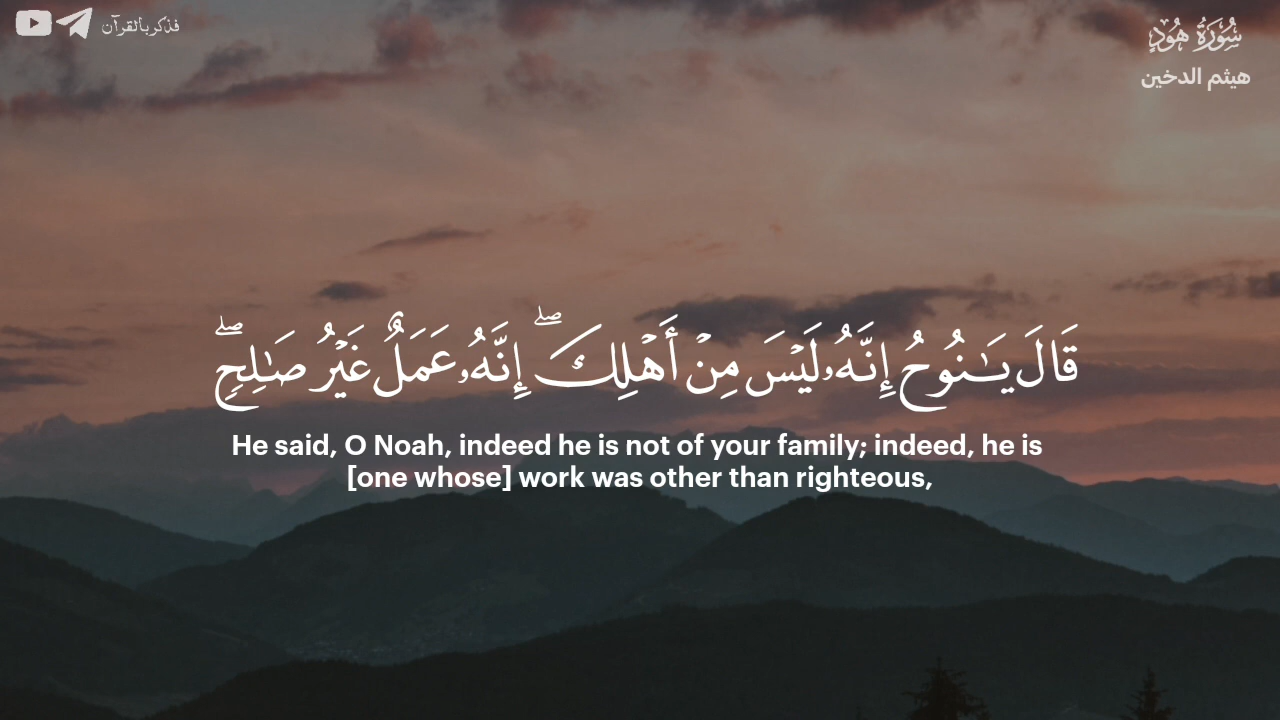 فذكر بالقرآن
سُورَةُ هُودٍ
هيثم الدخين
قَالَ يَـٰنُوحُ إِنَّهُۥ لَيْسَ مِنْ أَهْلِكَ ۖ إِنَّهُۥ عَمَلٌ غَيْرُ صَـٰلِحٍ ۖ
He said, O Noah, indeed he is not of your family; indeed, he is
[one whose] work was other than righteous,